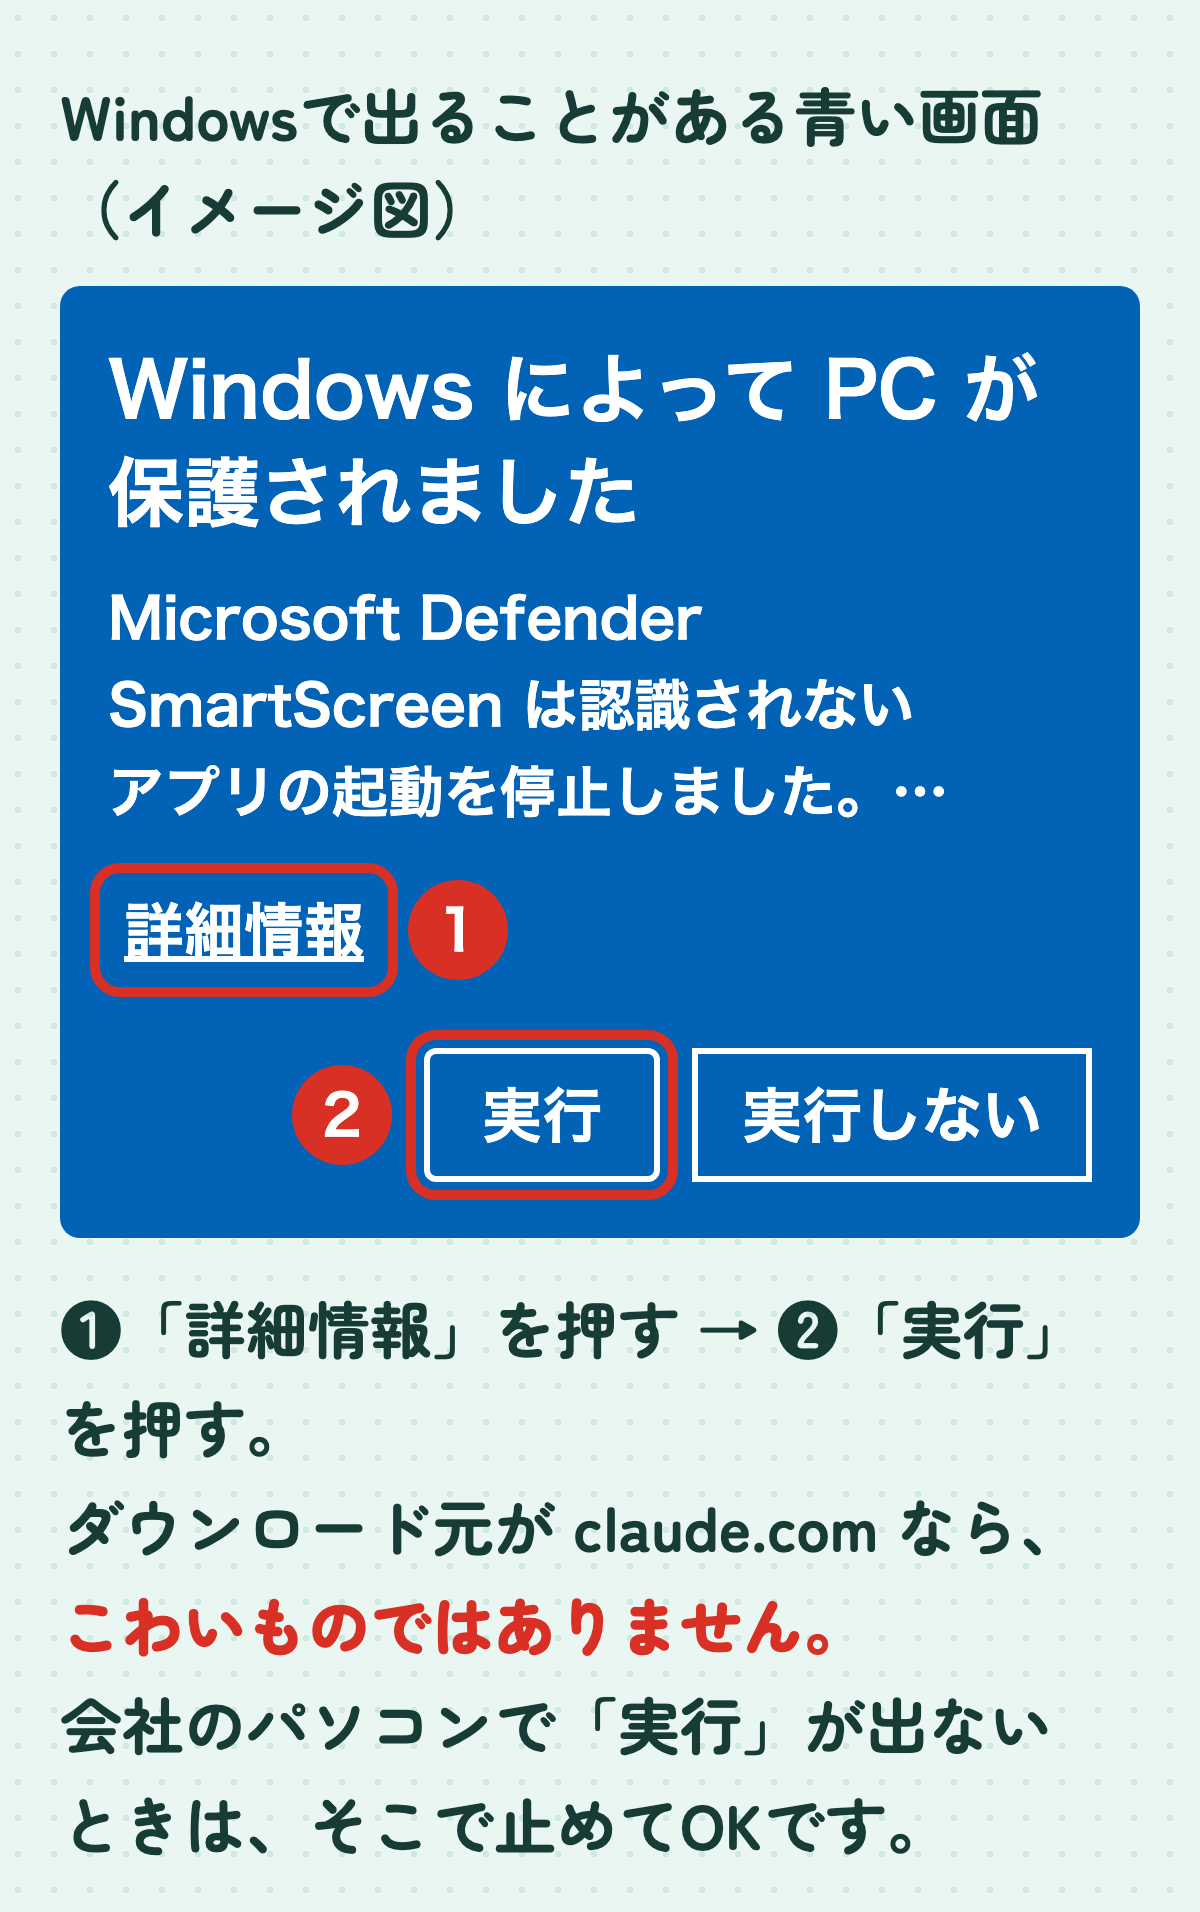 Windowsで出ることがある青い画面
（イメージ図）
Windows によって PC が
保護されました
Microsoft Defender
SmartScreen は認識されない
アプリの起動を停止しました。…
詳細情報 1
2 実行 実行しない
❶「詳細情報」を押す → ❷「実行」
を押す。
ダウンロード元が claude.com なら、
こわいものではありません。
会社のパソコンで「実行」が出ない
ときは、そこで止めてOKです。